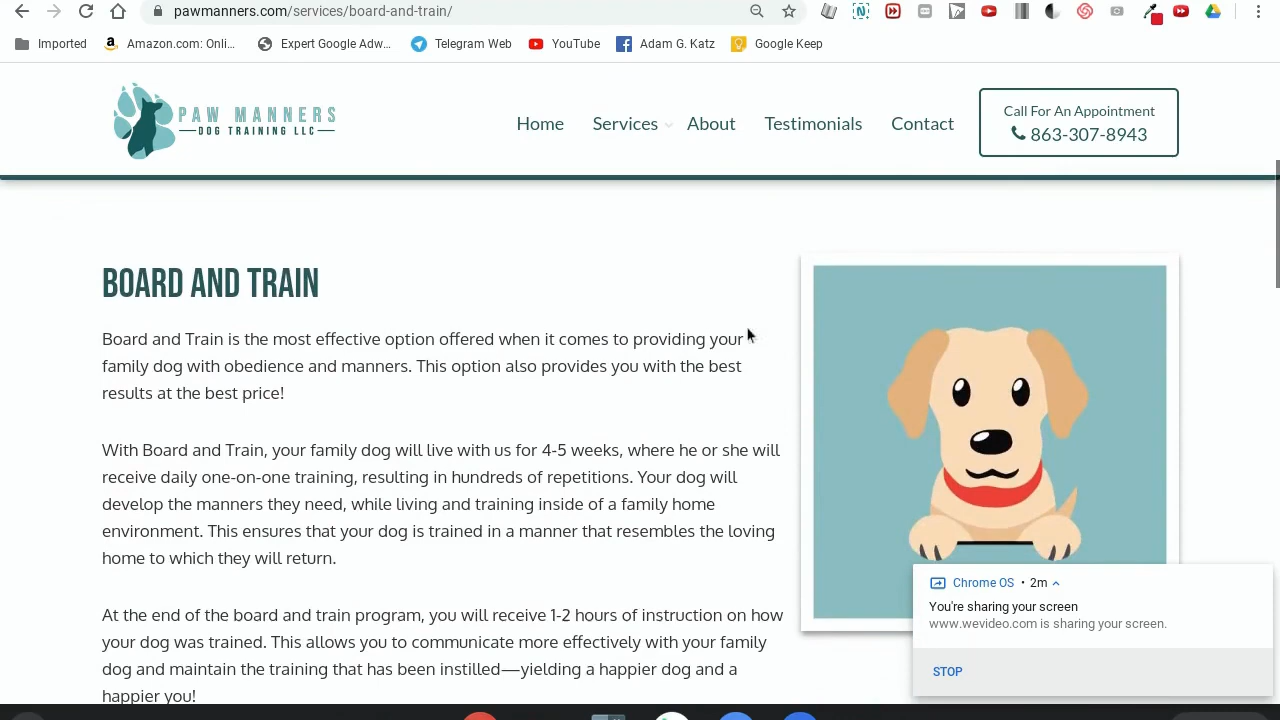 pawmanners.com/services/board-and-train/
Imported
Amazon.com: Onli...
Expert Google Adw...
Telegram Web
YouTube
Adam G. Katz
Google Keep
PAW MANNERS
DOG TRAINING LLC
Home
Services
About
Testimonials
Contact
Call For An Appointment
863-307-8943
BOARD AND TRAIN
Board and Train is the most effective option offered when it comes to providing your
family dog with obedience and manners. This option also provides you with the best
results at the best price!
With Board and Train, your family dog will live with us for 4-5 weeks, where he or she will
receive daily one-on-one training, resulting in hundreds of repetitions. Your dog will
develop the manners they need, while living and training inside of a family home
environment. This ensures that your dog is trained in a manner that resembles the loving
home to which they will return.
At the end of the board and train program, you will receive 1-2 hours of instruction on how
your dog was trained. This allows you to communicate more effectively with your family
dog and maintain the training that has been instilled—yielding a happier dog and a
happier you!
Chrome OS • 2m
You're sharing your screen
www.wevideo.com is sharing your screen.
STOP